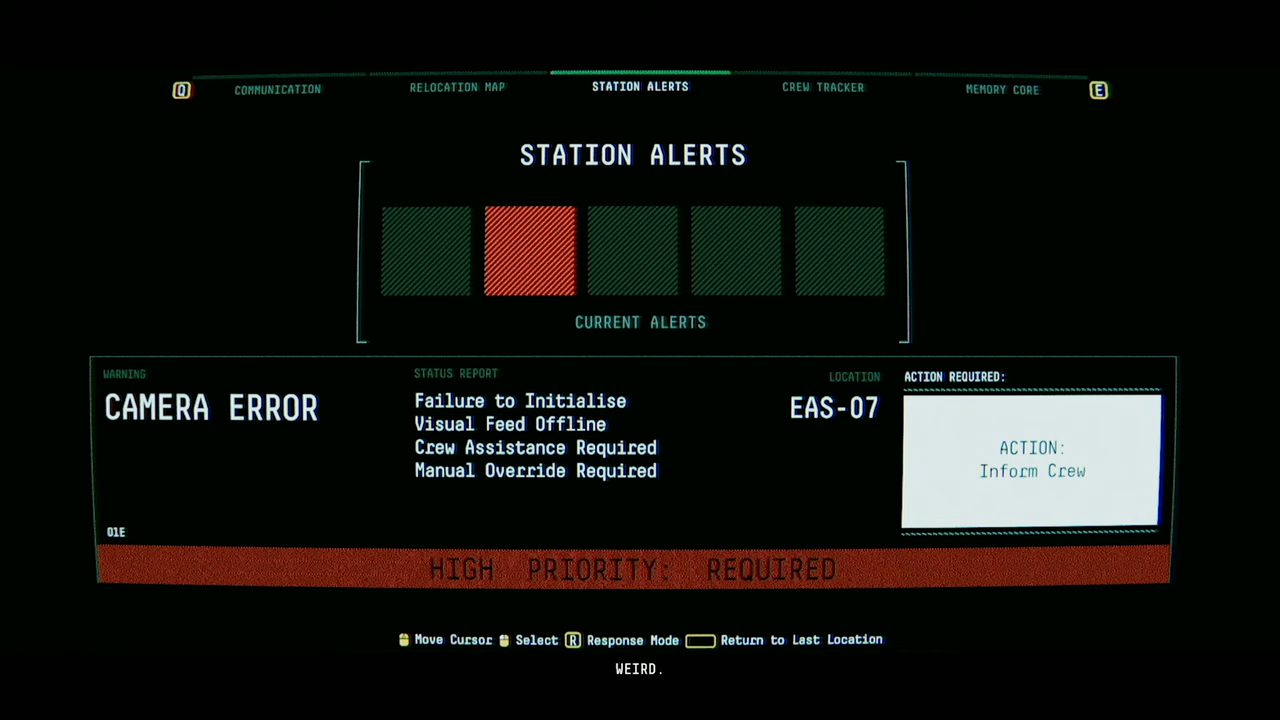 Q COMMUNICATION RELOCATION MAP STATION ALERTS CREW TRACKER MEMORY CORE E
STATION ALERTS
CURRENT ALERTS
WARNING
CAMERA ERROR
01E
STATUS REPORT
Failure to Initialise
Visual Feed Offline
Crew Assistance Required
Manual Override Required
LOCATION
EAS-07
ACTION REQUIRED:
ACTION:
Inform Crew
HIGH PRIORITY: REQUIRED
Move Cursor Select R Response Mode Return to Last Location
WEIRD.